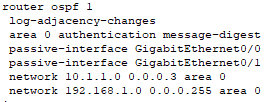 router ospf 1
log-adjacency-changes
area 0 authentication message-digest
passive-interface GigabitEthernet0/0
passive-interface GigabitEthernet0/1
network 10.1.1.0 0.0.0.3 area 0
network 192.168.1.0 0.0.0.255 area 0